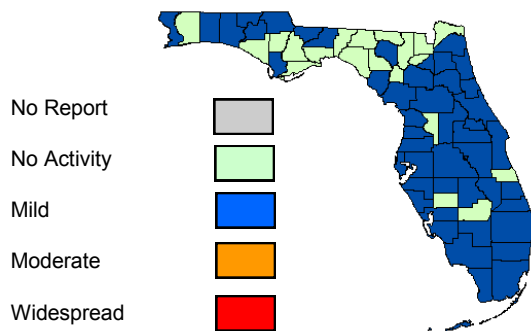 No Report
No Activity
Mild
Moderate
Widespread